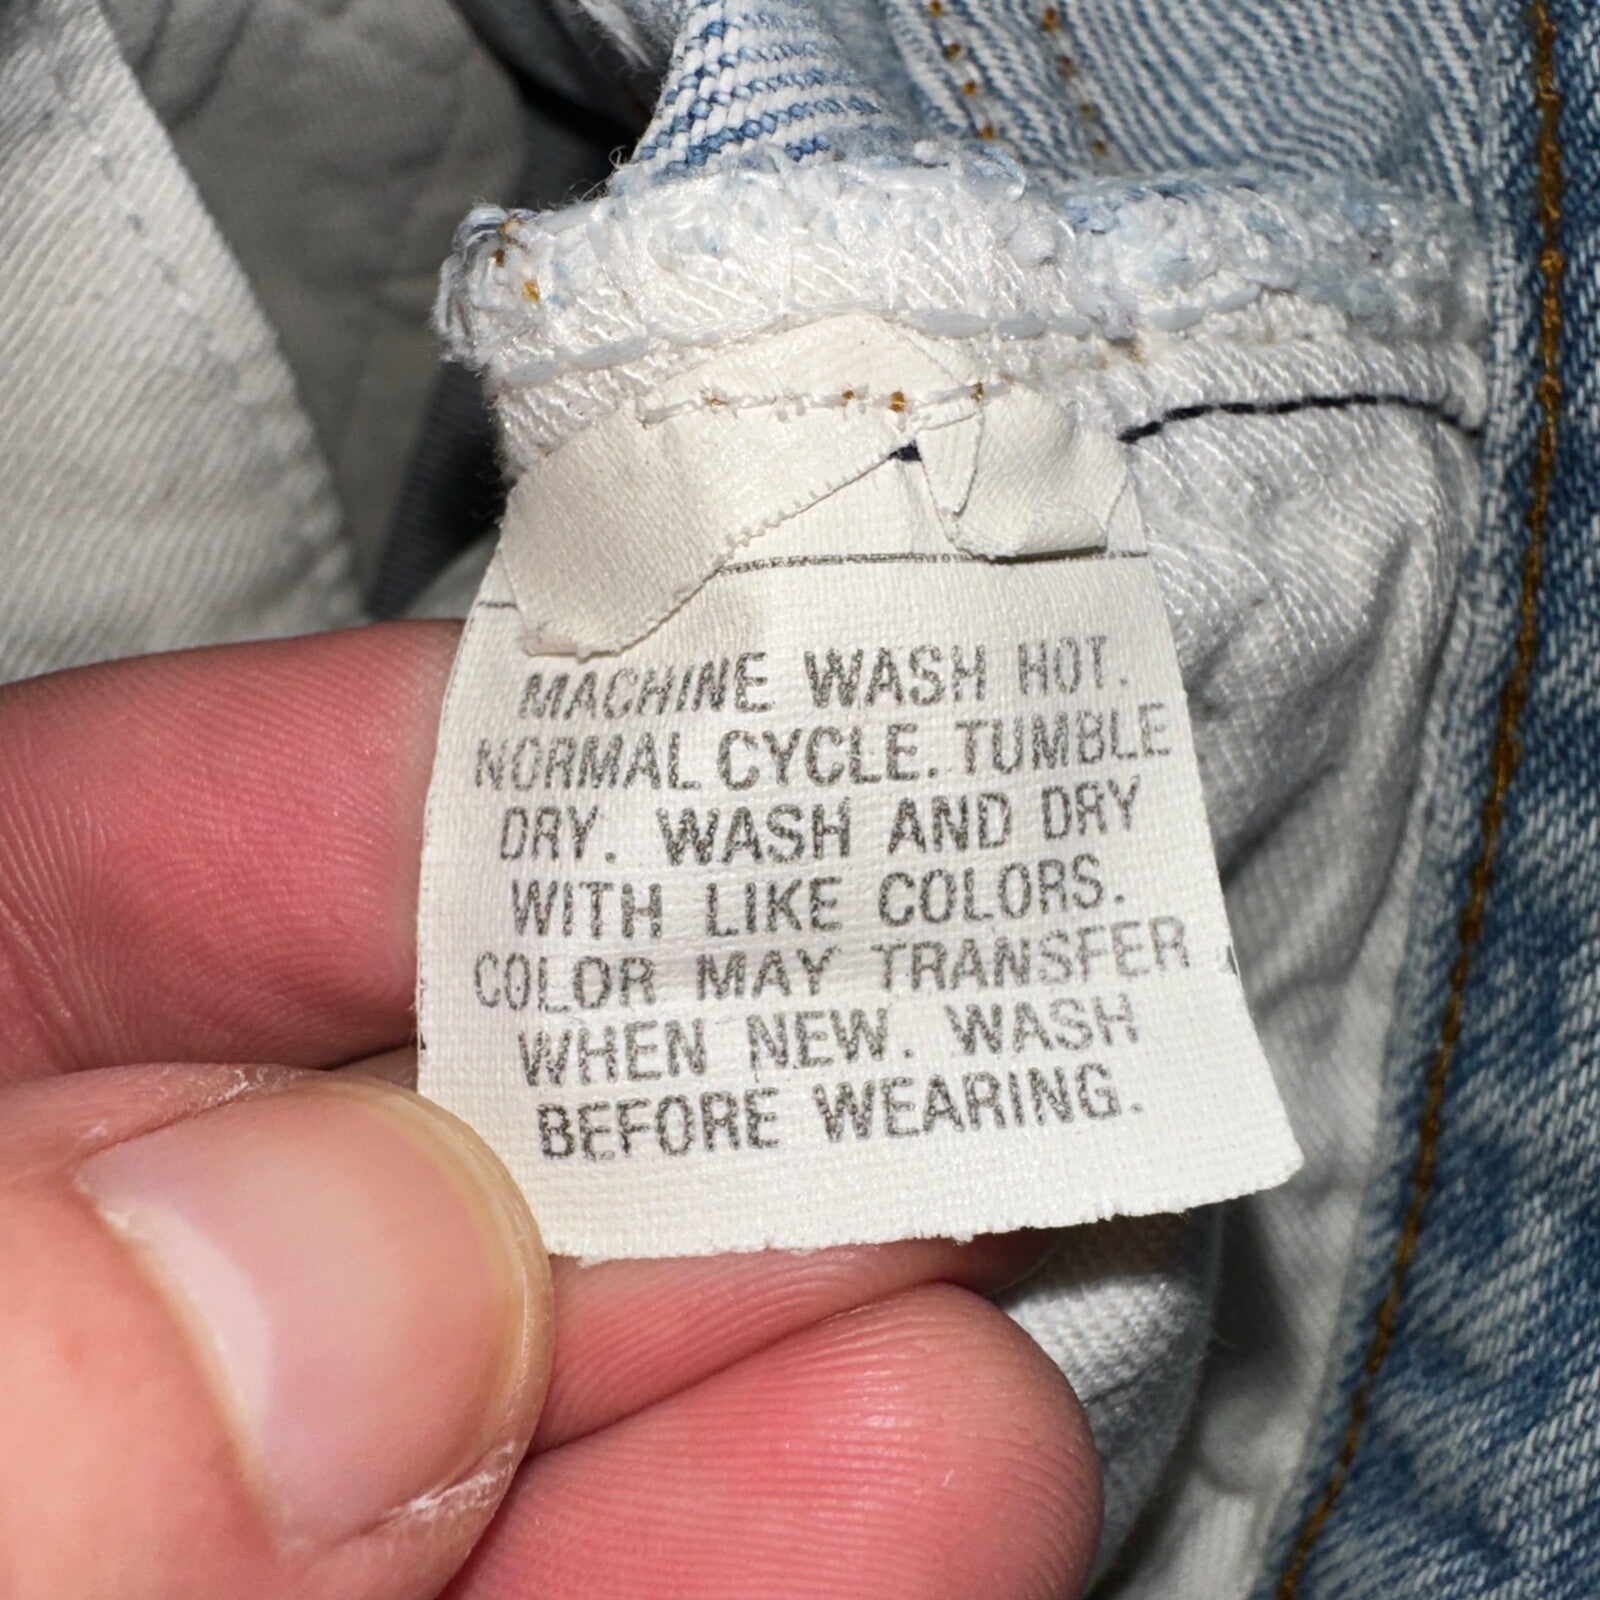 MACHINE WASH HOT.
NORMAL CYCLE. TUMBLE
DRY. WASH AND DRY
WITH LIKE COLORS.
COLOR MAY TRANSFER
WHEN NEW. WASH
BEFORE WEARING.